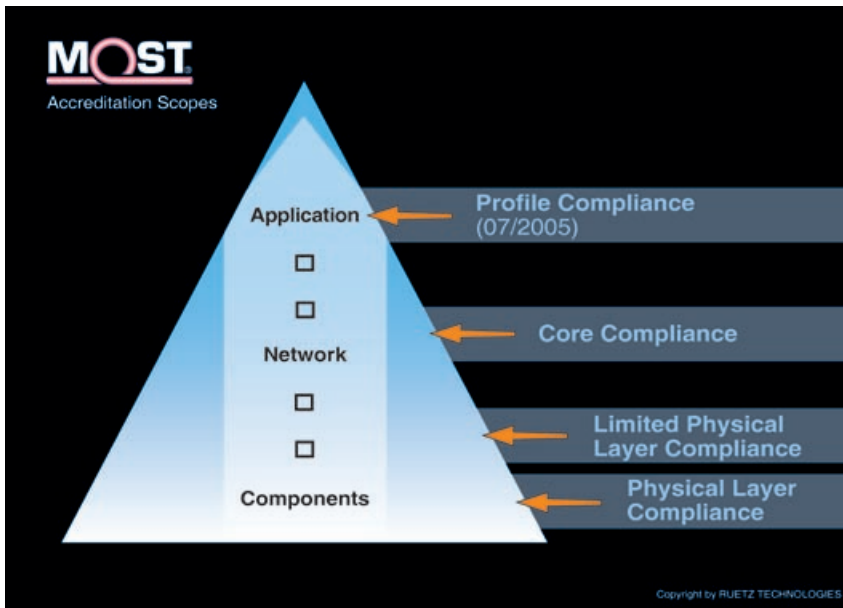 MOST®
Accreditation Scopes
Application
Profile Compliance
(07/2005)
Core Compliance
Network
Limited Physical
Layer Compliance
Components
Physical Layer
Compliance
Copyright by RUETZ TECHNOLOGIES